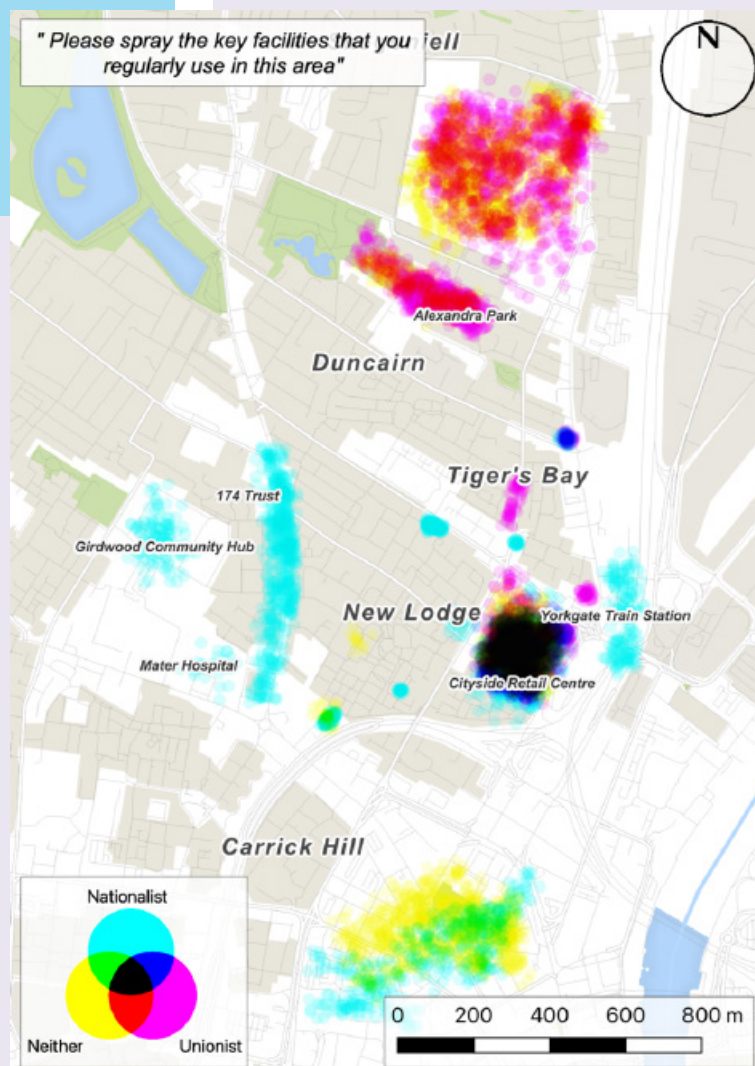 " Please spray the key facilities that you
regularly use in this area"
N
Alexandra Park
Duncairn
Tiger's Bay
174 Trust
Girdwood Community Hub
New Lodge
Yorkgate Train Station
Mater Hospital
Cityside Retail Centre
Carrick Hill
Nationalist
Neither
Unionist
0 200 400 600 800 m